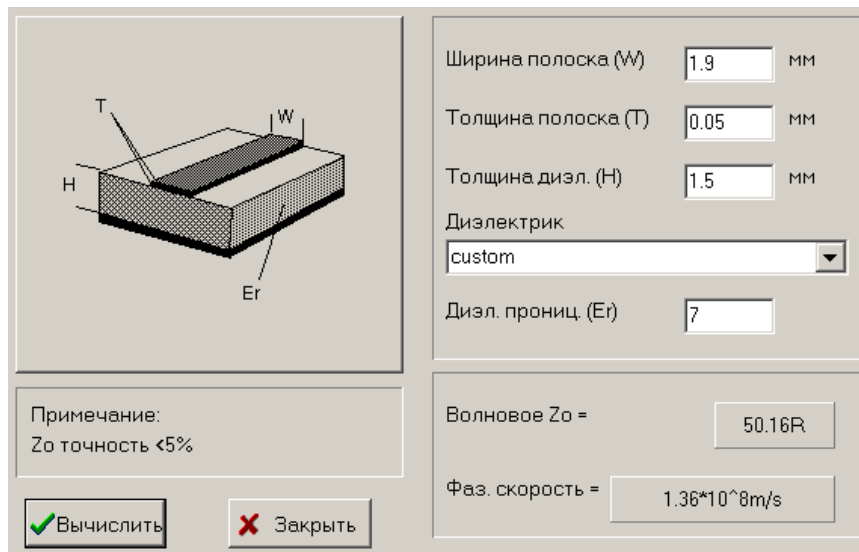 T
W
H
Er
Ширина полоска (W) 1.9 мм
Толщина полоска (T) 0.05 мм
Толщина диэл. (H) 1.5 мм
Диэлектрик
custom
Диэл. прониц. (Er) 7
Примечание:
Zo точность <5%
Волновое Zo = 50.16R
Фаз. скорость = 1.36*10^8m/s
Вычислить
Закрыть